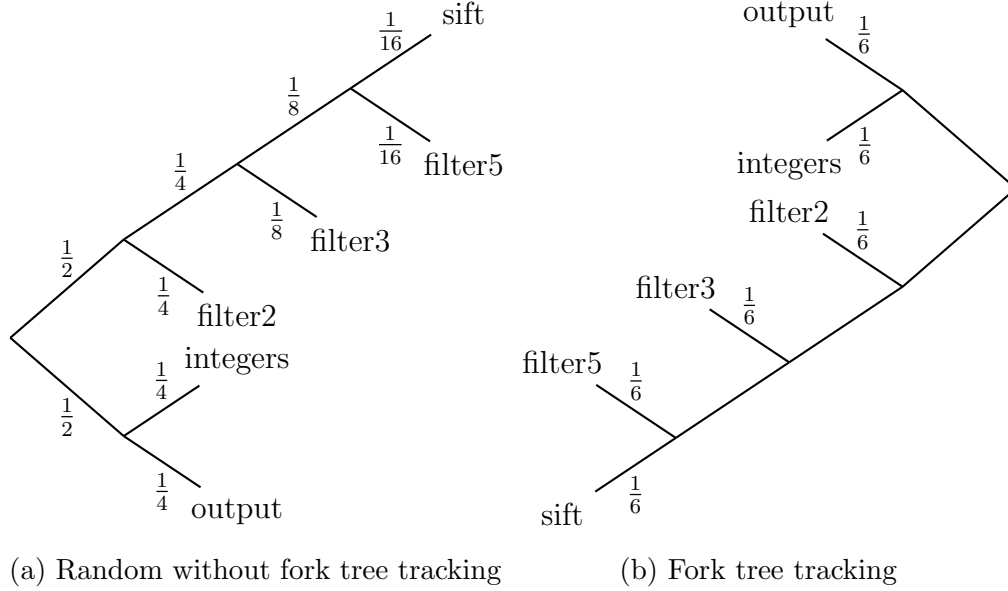 sift
1/16
1/8
1/16
filter5
1/4
1/8
filter3
1/2
1/4
filter2
integers
1/4
1/2
1/4
output
(a) Random without fork tree tracking
output
1/6
1/6
integers
filter2
1/6
filter3
1/6
filter5
1/6
1/6
sift
(b) Fork tree tracking